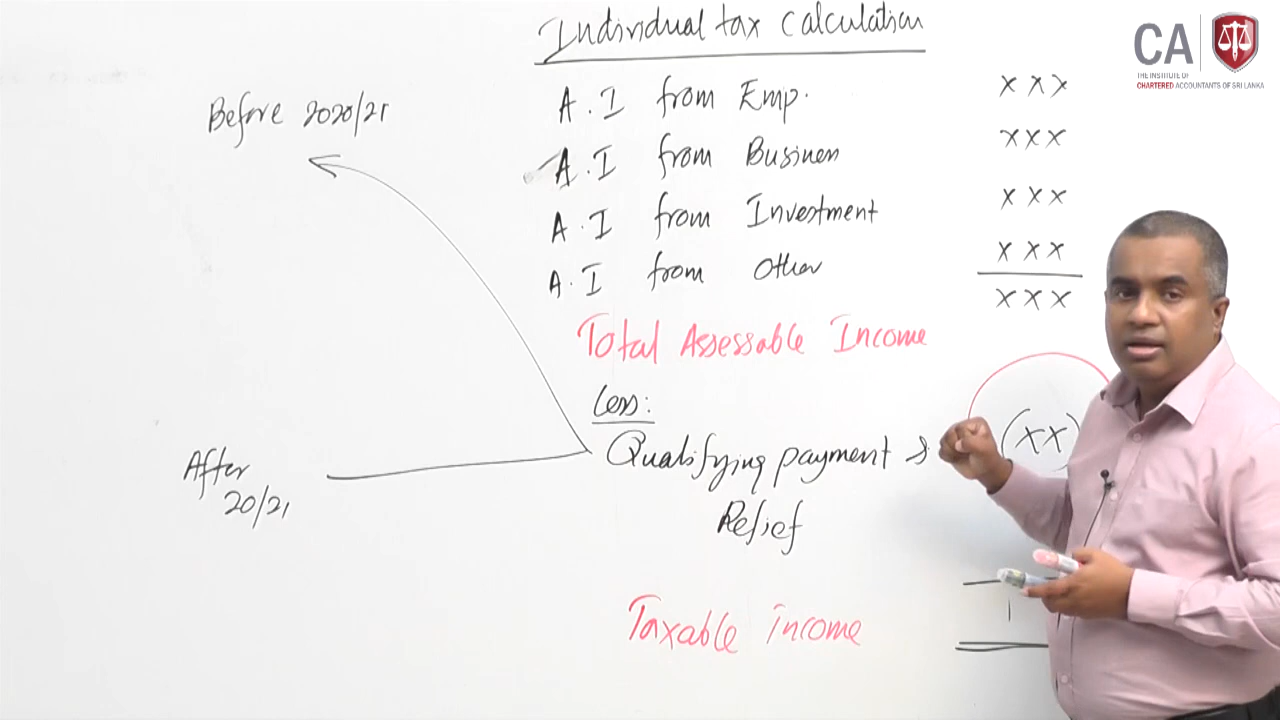 Individual tax calculation
A.I from Emp. xxx
A.I from Business xxx
A.I from Investment xxx
A.I from Other xxx
xxx
Total Assessable Income
Less:
Qualifying payment & (xx)
Relief
Taxable income
Before 2020/21
After
20/21
CA
THE INSTITUTE OF
CHARTERED ACCOUNTANTS OF SRI LANKA